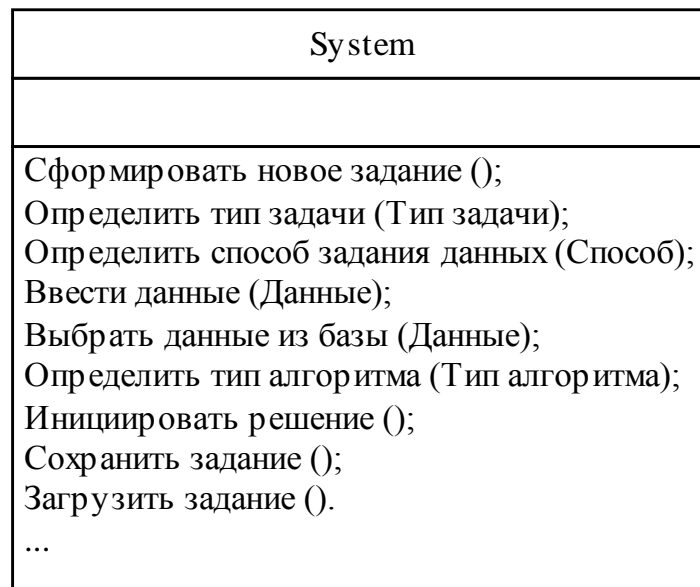 System
Сформировать новое задание ();
Определить тип задачи (Тип задачи);
Определить способ задания данных (Способ);
Ввести данные (Данные);
Выбрать данные из базы (Данные);
Определить тип алгоритма (Тип алгоритма);
Инициировать решение ();
Сохранить задание ();
Загрузить задание ().
...